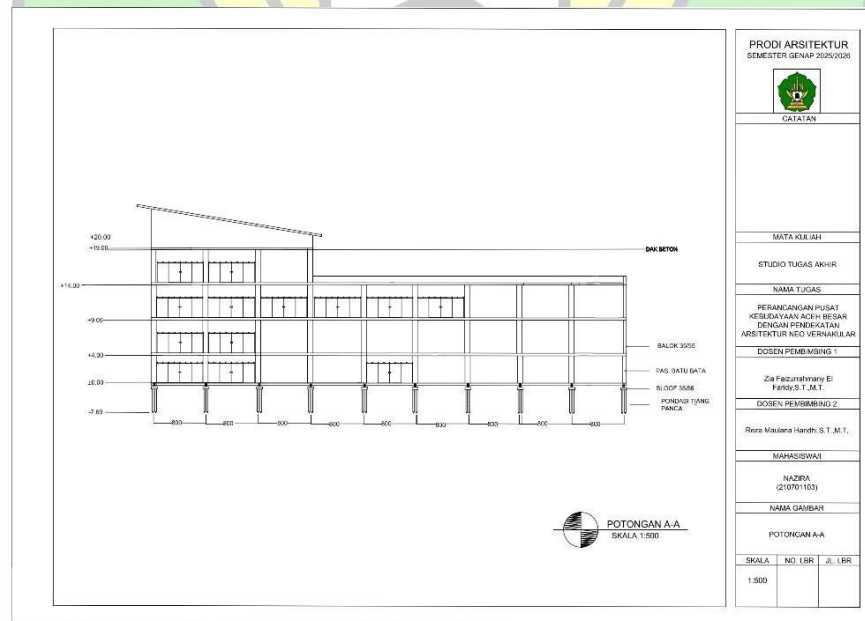 +20.00
+19.00
DAK BETON
+14.00
+9.00
BALOK 35/55
+4.00
PAS. BATU BATA
±0.00
BLOOF 35/56
PONDASI TIANG
PANCA
800
800
800
800
800
800
800
800
800
POTONGAN A-A
SKALA 1:500
PRODI ARSITEKTUR
SEMESTER GENAP 2025/2026
CATATAN
MATA KULIAH
STUDIO TUGAS AKHIR
NAMA TUGAS
PERANCANGAN PUSAT
KEBUDAYAAN ACEH BESAR
DENGAN PENDEKATAN
ARSITEKTUR NEO VERNAKULAR
DOSEN PEMBIMBING 1
Zia Faizurrahmany El
Faridy,S.T.,M.T.
DOSEN PEMBIMBING 2
Reza Maulana Haridhi,S.T.,M.T.
MAHASISWA/I
NAZIRA
(210701103)
NAMA GAMBAR
POTONGAN A-A
SKALA NO. LBR JL. LBR
1:500